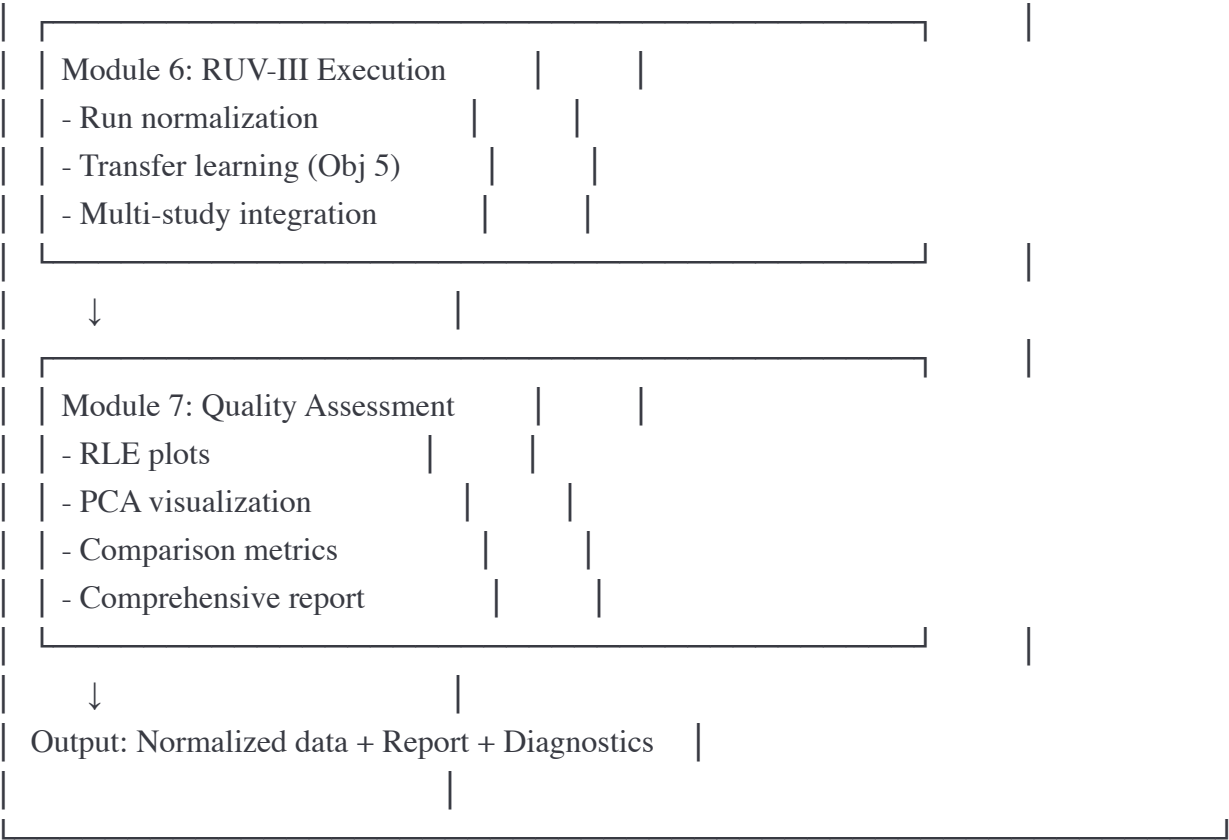 Module 6: RUV-III Execution
- Run normalization
- Transfer learning (Obj 5)
- Multi-study integration
↓
Module 7: Quality Assessment
- RLE plots
- PCA visualization
- Comparison metrics
- Comprehensive report
↓
Output: Normalized data + Report + Diagnostics